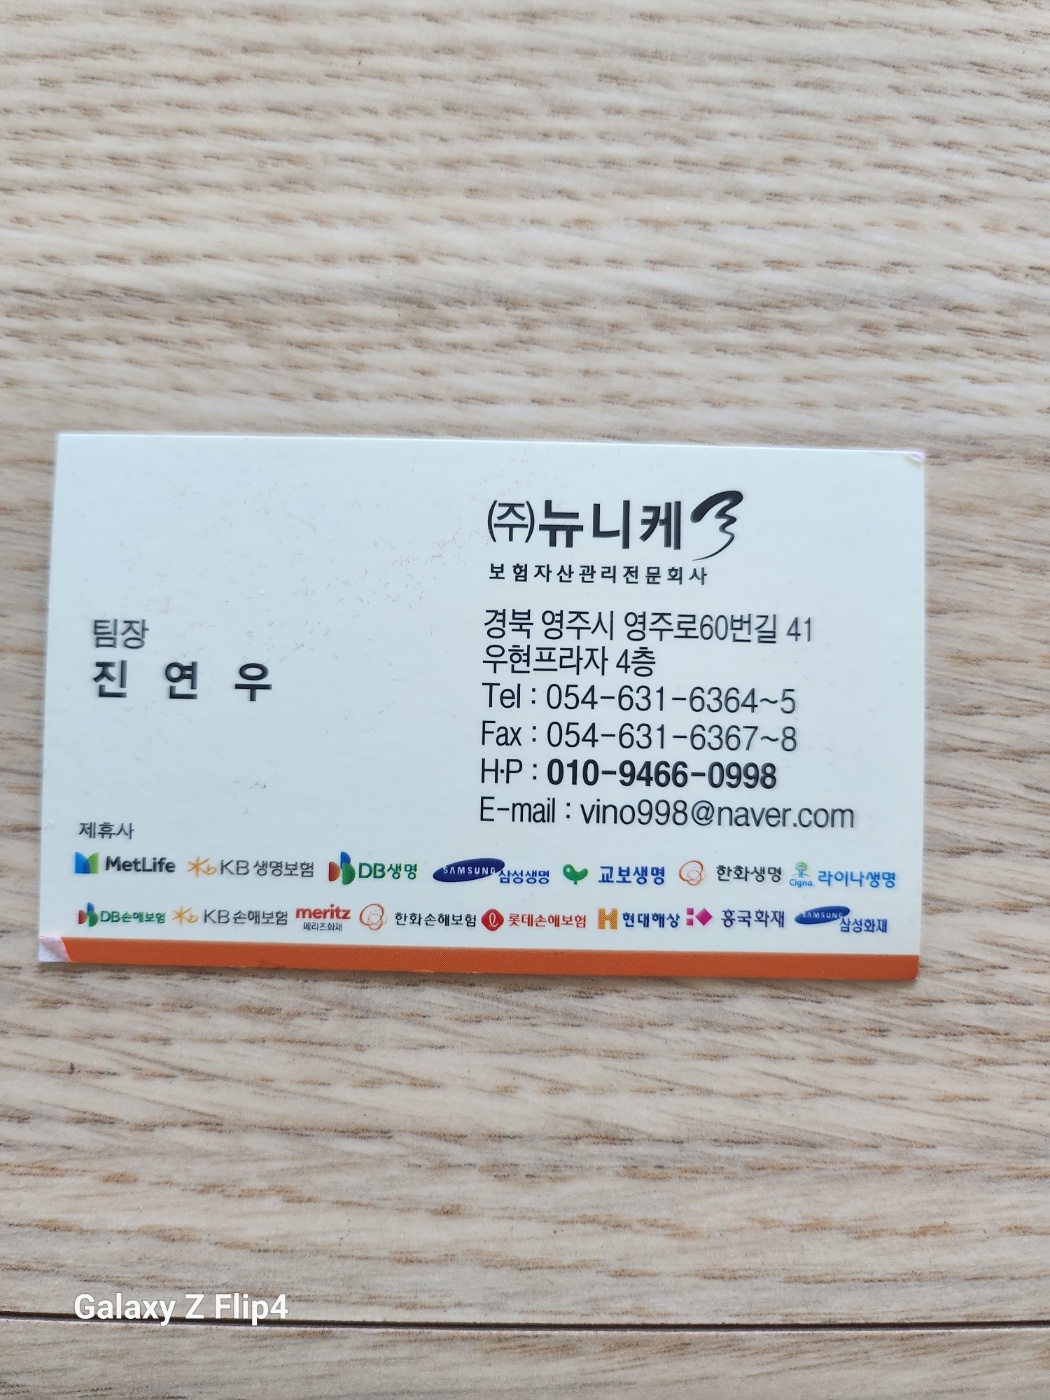 (주)뉴니케
보험자산관리전문회사
팀장
진 연 우
경북 영주시 영주로60번길 41
우현프라자 4층
Tel : 054-631-6364~5
Fax : 054-631-6367~8
H·P : 010-9466-0998
E-mail : vino998@naver.com
제휴사
MetLife KB생명보험 DB생명 SAMSUNG 삼성생명 교보생명 한화생명 Cigna. 라이나생명
DB손해보험 KB손해보험 meritz 메리츠화재 한화손해보험 롯데손해보험 현대해상 흥국화재 SAMSUNG 삼성화재
Galaxy Z Flip4